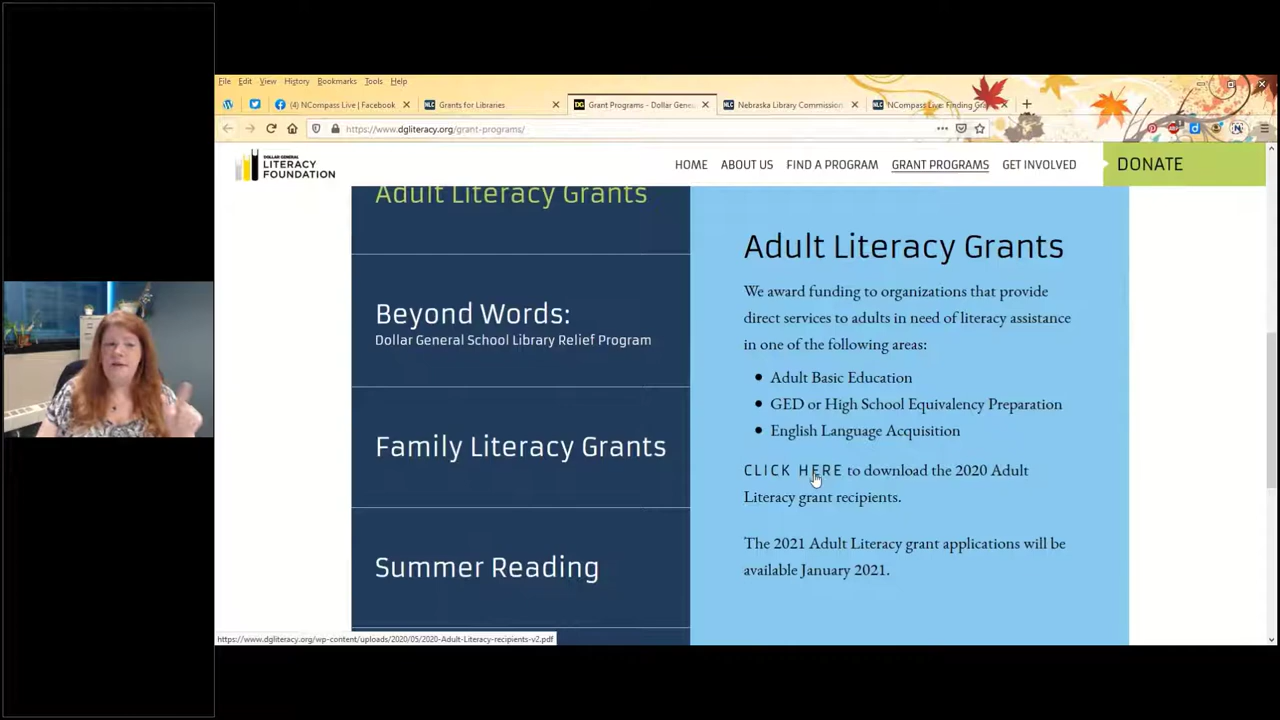 File Edit View History Bookmarks Tools Help
(4) NCompass Live | Facebook
Grants for Libraries
Grant Programs - Dollar Gene
Nebraska Library Commission
NCompass Live: Finding Gra
https://www.dgliteracy.org/grant-programs/
DOLLAR GENERAL
LITERACY
FOUNDATION
HOME ABOUT US FIND A PROGRAM GRANT PROGRAMS GET INVOLVED DONATE
Adult Literacy Grants
Beyond Words:
Dollar General School Library Relief Program
Family Literacy Grants
Summer Reading
Adult Literacy Grants
We award funding to organizations that provide
direct services to adults in need of literacy assistance
in one of the following areas:
• Adult Basic Education
• GED or High School Equivalency Preparation
• English Language Acquisition
CLICK HERE to download the 2020 Adult
Literacy grant recipients.
The 2021 Adult Literacy grant applications will be
available January 2021.
https://www.dgliteracy.org/wp-content/uploads/2020/05/2020-Adult-Literacy-recipients-v2.pdf